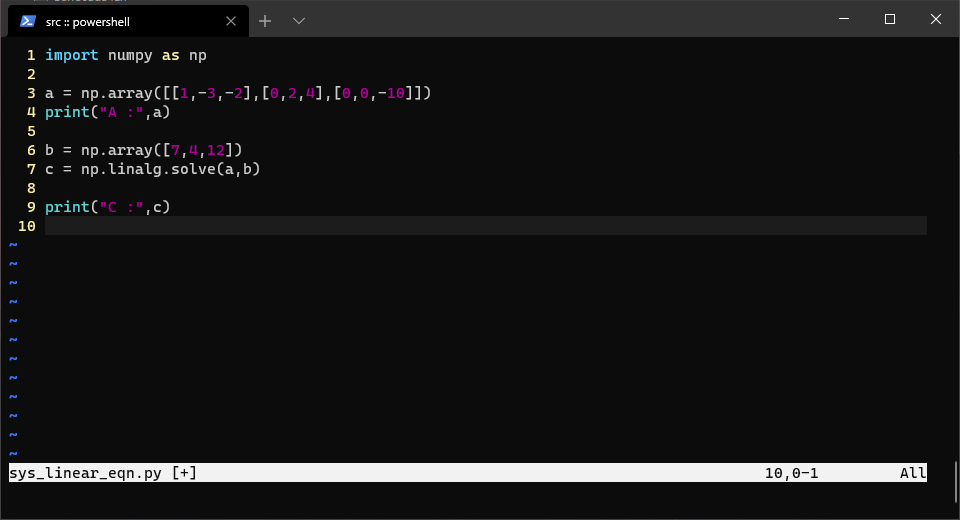 src :: powershell
1 import numpy as np
2
3 a = np.array([[1,-3,-2],[0,2,4],[0,0,-10]])
4 print("A :",a)
5
6 b = np.array([7,4,12])
7 c = np.linalg.solve(a,b)
8
9 print("C :",c)
10
~
~
~
~
~
~
~
~
~
~
~
~
sys_linear_eqn.py [+] 10,0-1 All